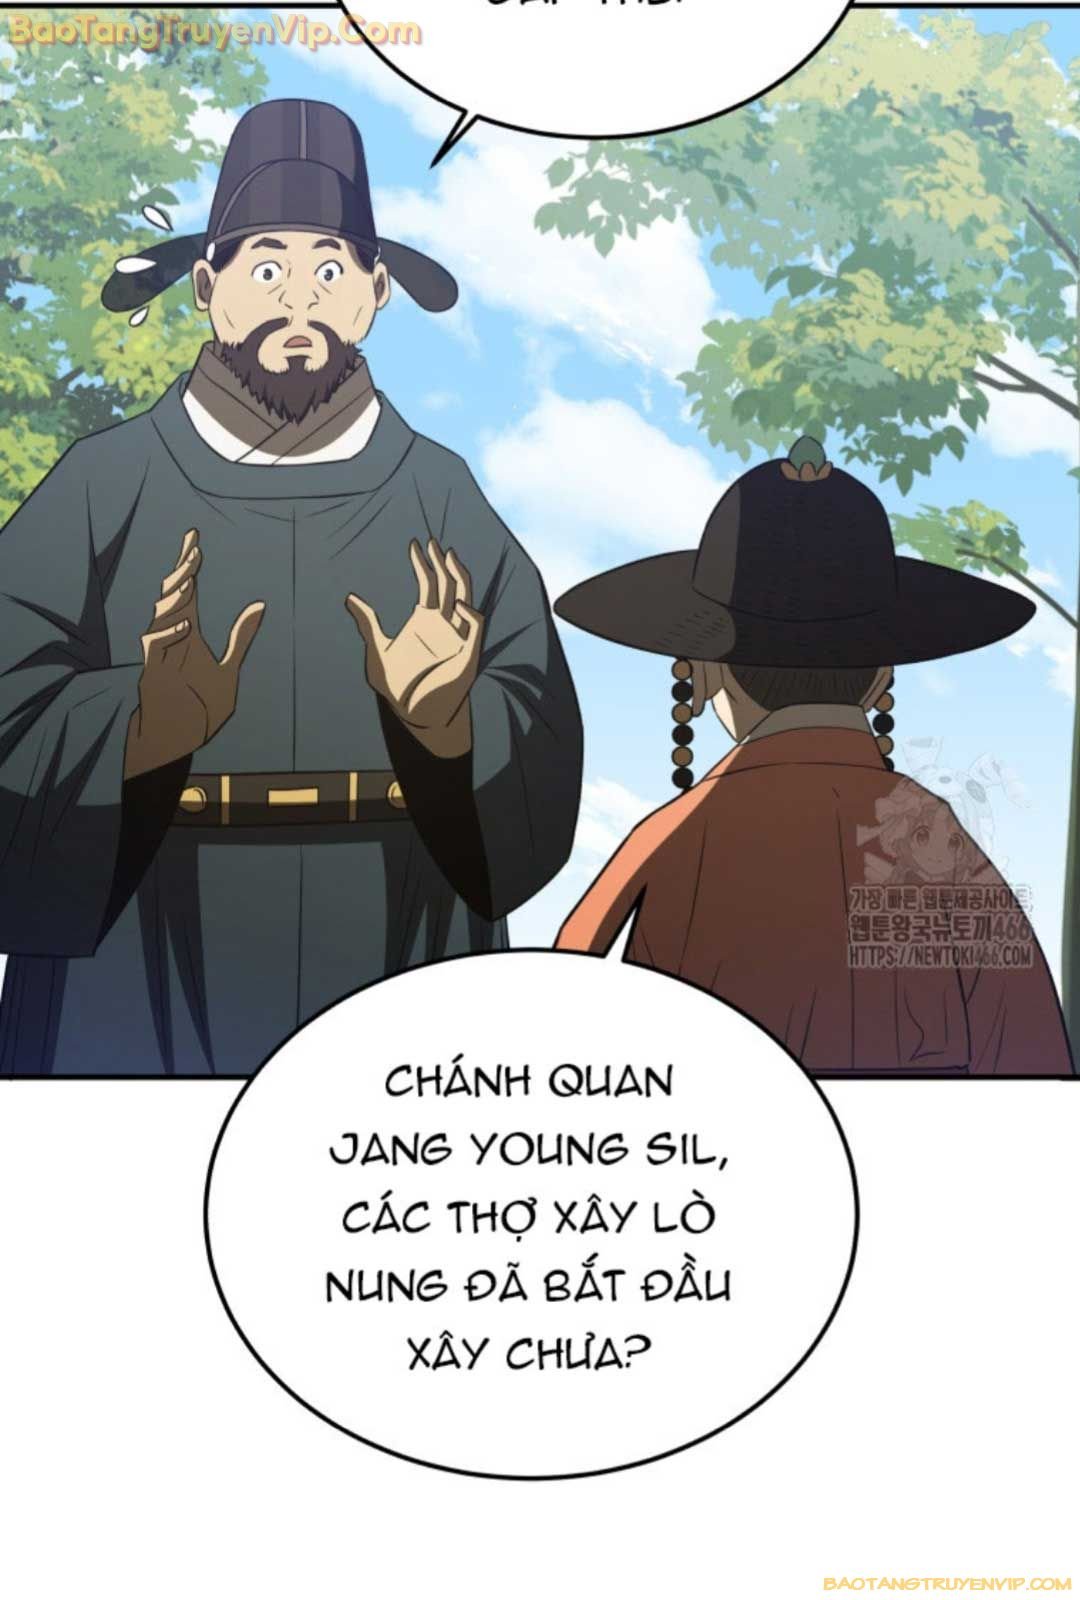 BaoTangTruyenVip.Com
가장 빠른 웹툰제공사이트
웹툰왕국뉴토끼466
HTTPS://NEWTOKI466.COM
CHÁNH QUAN
JANG YOUNG SIL,
CÁC THỢ XÂY LÒ
NUNG ĐÃ BẮT ĐẦU
XÂY CHƯA?
BAOTANGTRUYENVIP.COM